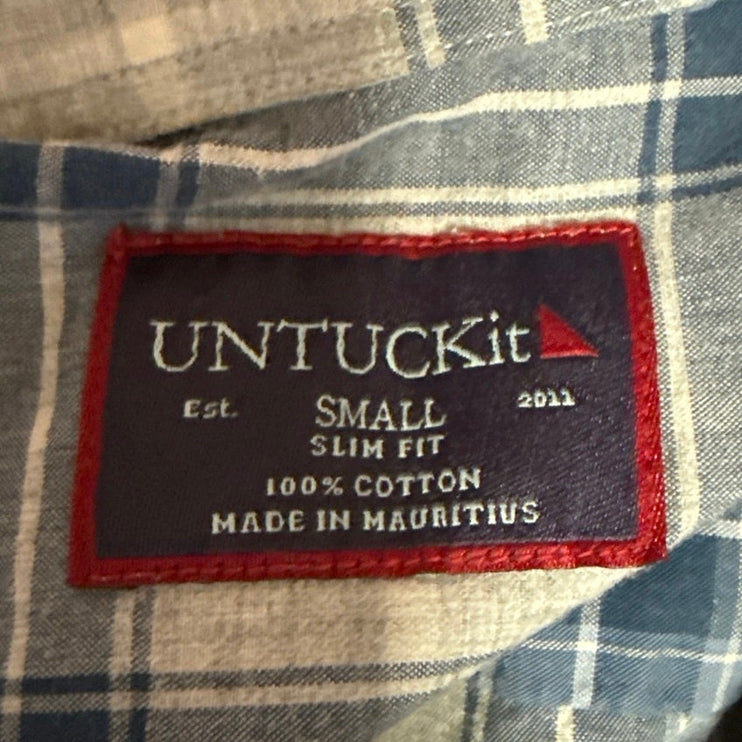 UNTUCKit
Est. SMALL 2011
SLIM FIT
100% COTTON
MADE IN MAURITIUS